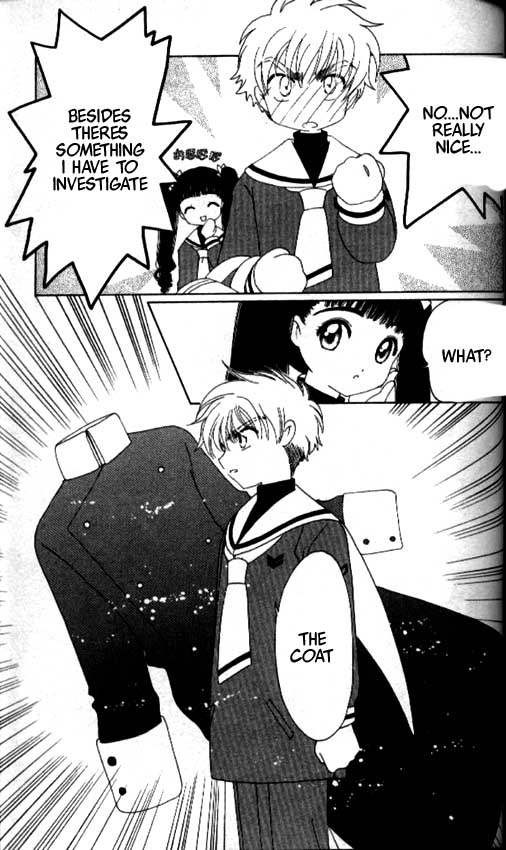 NO...NOT
REALLY
NICE...
BESIDES
THERES
SOMETHING
I HAVE TO
INVESTIGATE
WHAT?
THE
COAT